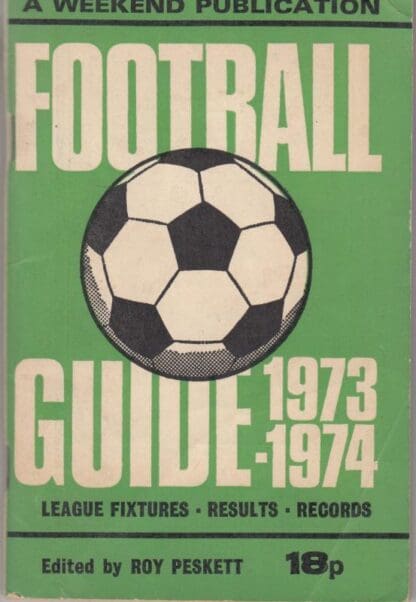 A WEEKEND PUBLICATION
FOOTBALL
GUIDE 1973
-1974
LEAGUE FIXTURES • RESULTS • RECORDS
Edited by ROY PESKETT 18p